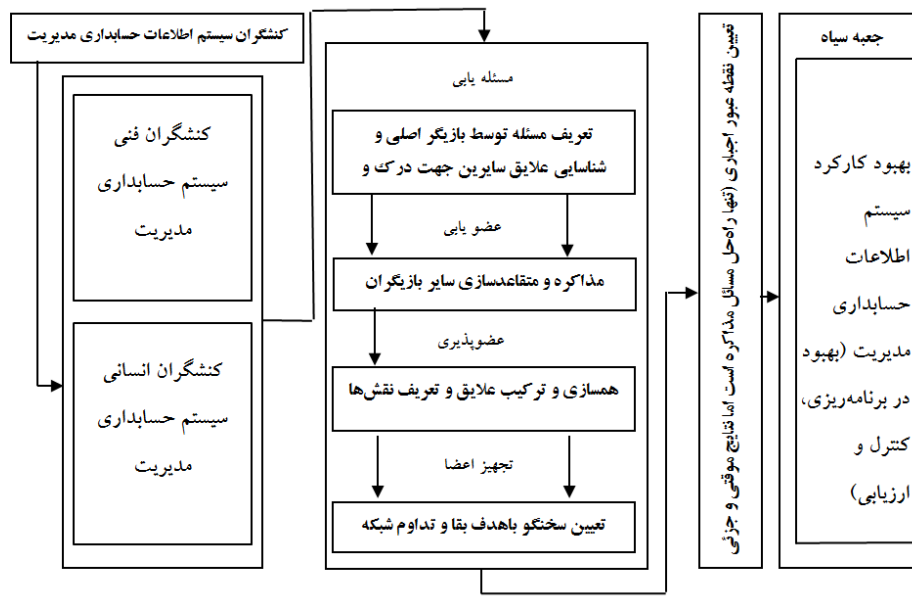 کنشگران سیستم اطلاعات حسابداری مدیریت
کنشگران فنی
سیستم حسابداری
مدیریت
کنشگران انسانی
سیستم حسابداری
مدیریت
مسئله یابی
تعریف مسئله توسط بازیگر اصلی و
شناسایی علایق سایرین جهت درک و
عضو یابی
مذاکره و متقاعدسازی سایر بازیگران
عضوپذیری
همسازی و ترکیب علایق و تعریف نقش‌ها
تجهیز اعضا
تعیین سخنگو باهدف بقا و تداوم شبکه
تعیین نقطه عبور اجباری (تنها راه‌حل مسائل مذاکره است اما نتایج موقتی و جزئی
جعبه سیاه
بهبود کارکرد
سیستم
اطلاعات
حسابداری
مدیریت (بهبود
در برنامه‌ریزی،
کنترل و
ارزیابی)